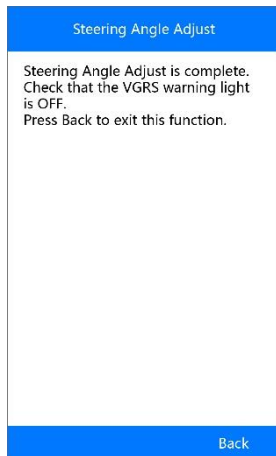 Steering Angle Adjust
Steering Angle Adjust is complete.
Check that the VGRS warning light
is OFF.
Press Back to exit this function.
Back